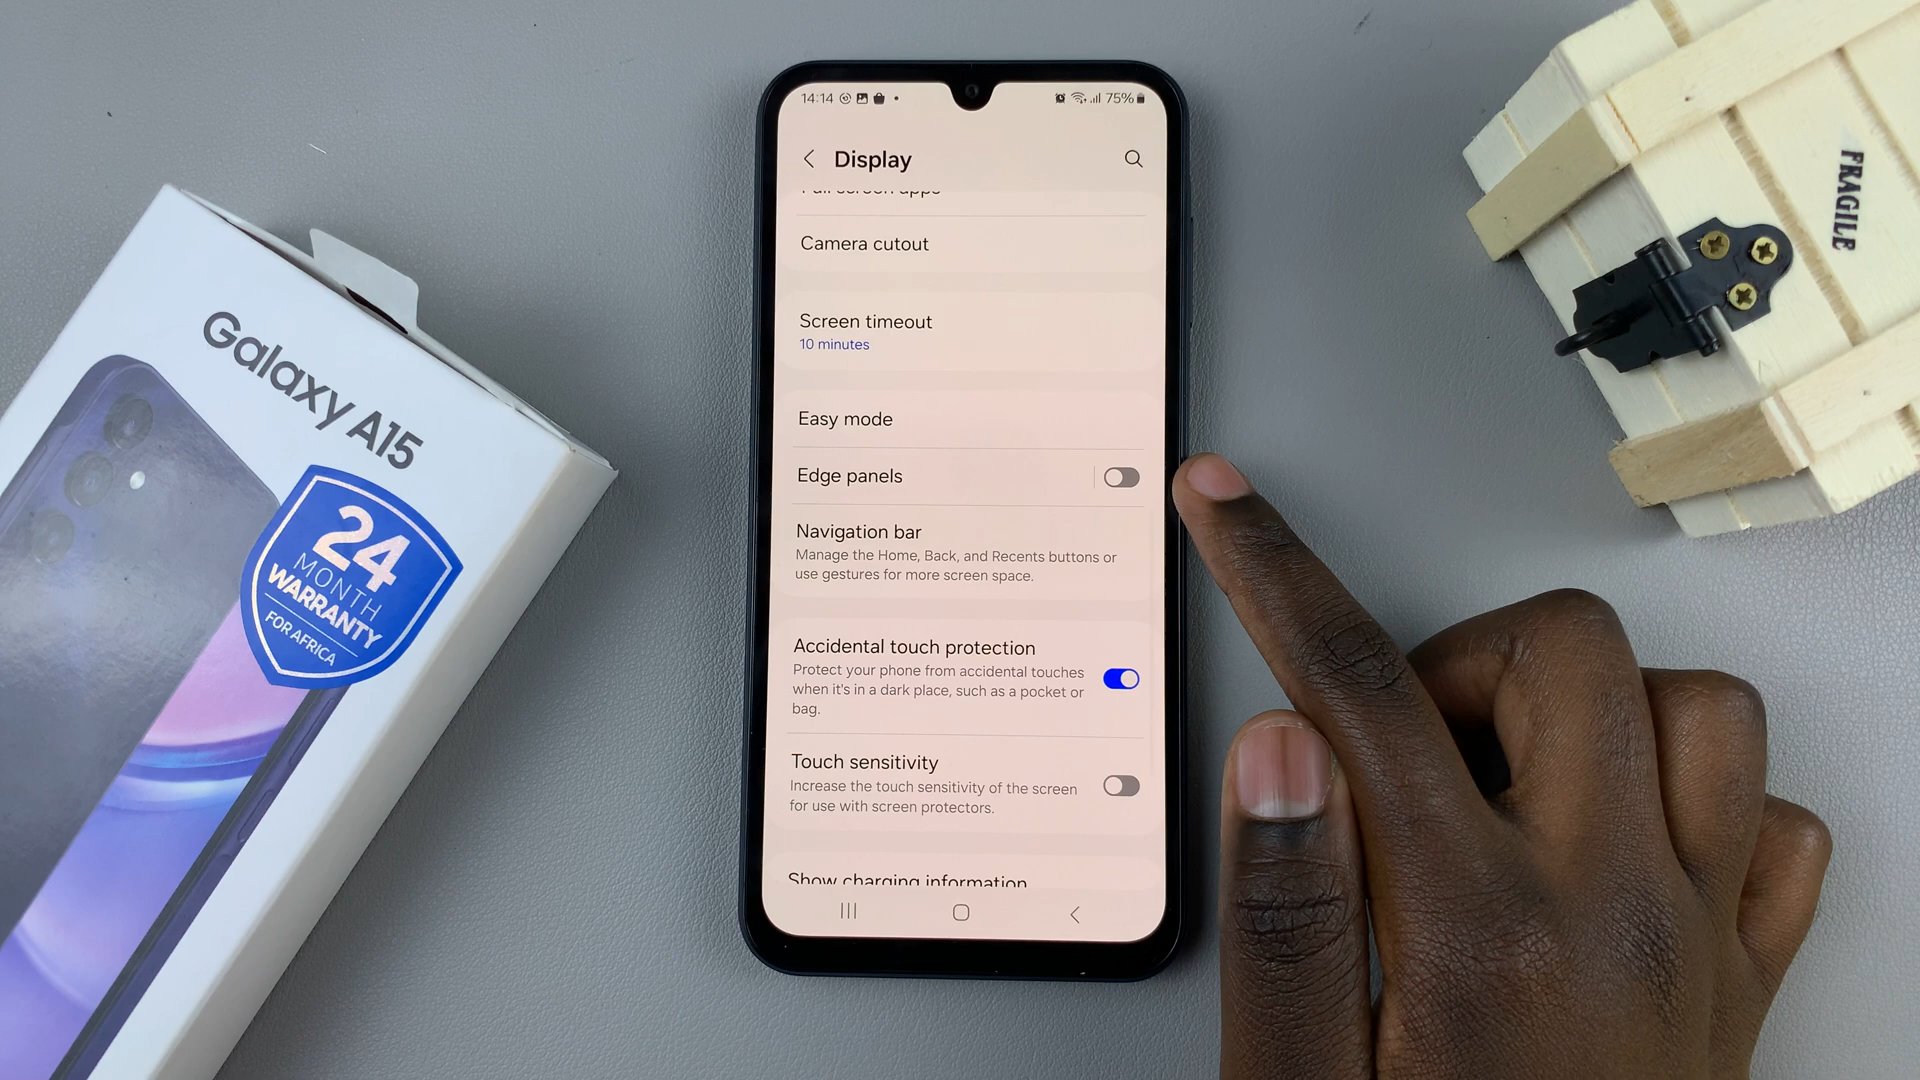 14:14
75%
Display
Full screen apps
Camera cutout
Screen timeout
10 minutes
Easy mode
Edge panels
Navigation bar
Manage the Home, Back, and Recents buttons or
use gestures for more screen space.
Accidental touch protection
Protect your phone from accidental touches
when it's in a dark place, such as a pocket or
bag.
Touch sensitivity
Increase the touch sensitivity of the screen
for use with screen protectors.
Show charging information
Galaxy A15
24
MONTH
WARRANTY
FOR AFRICA
FRAGILE